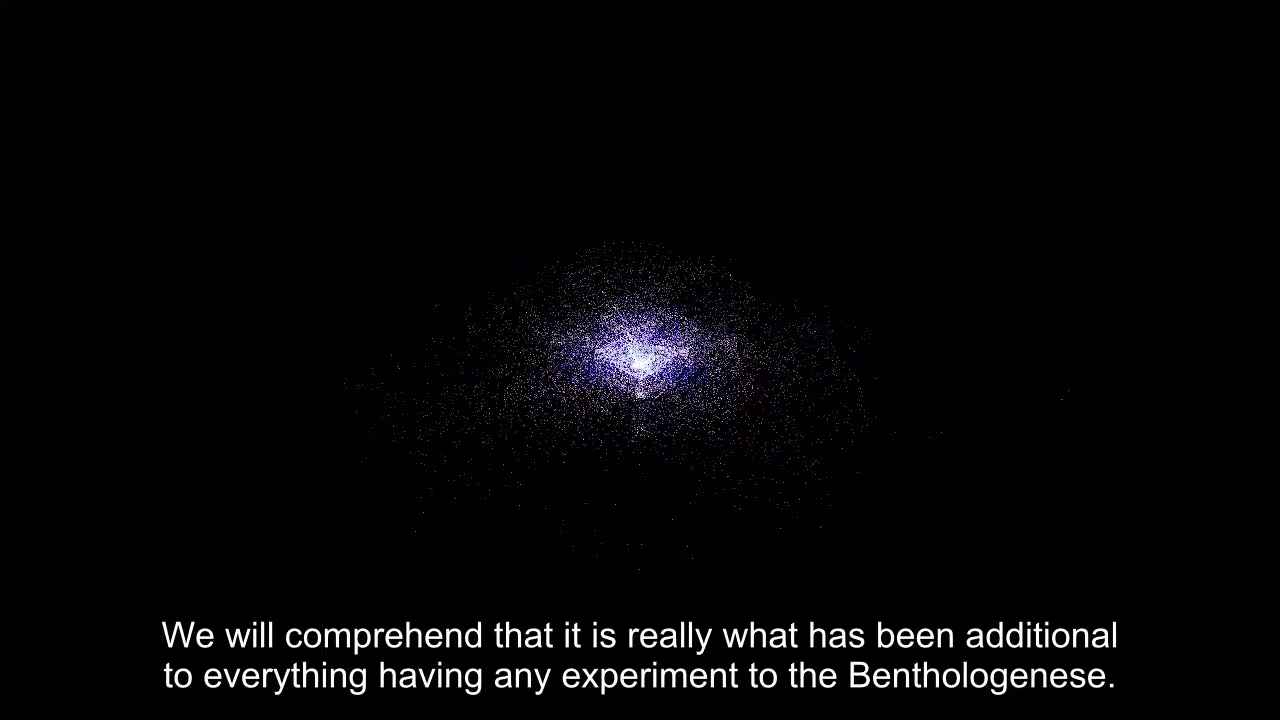 We will comprehend that it is really what has been additional
to everything having any experiment to the Benthologenese.